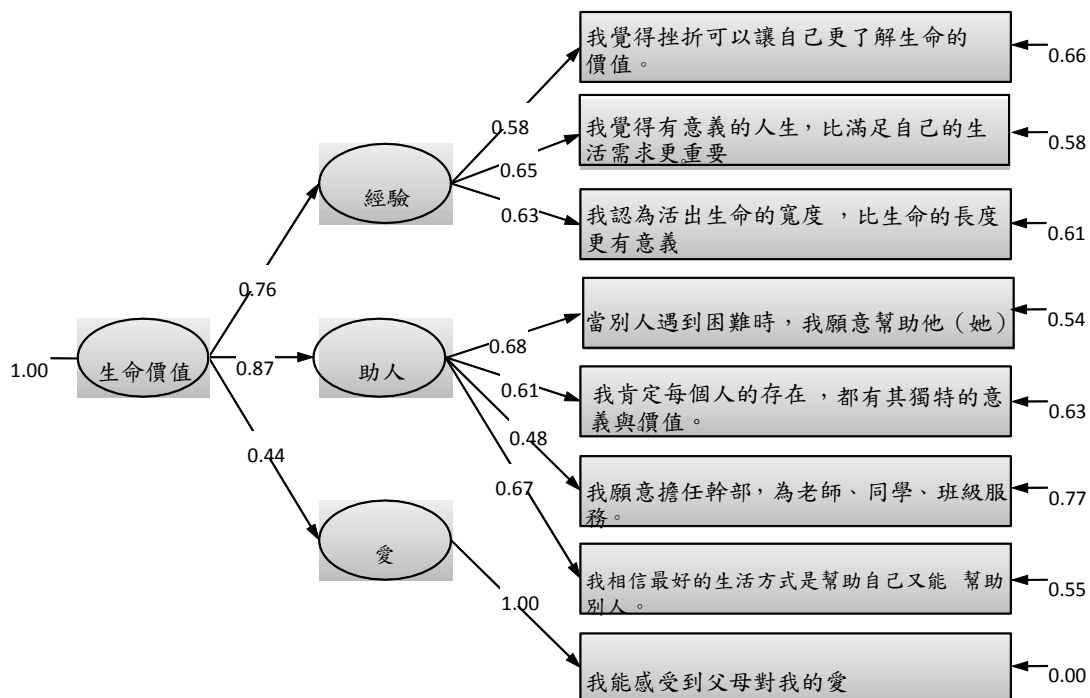 我覺得挫折可以讓自己更了解生命的
價值。
0.66
0.58
我覺得有意義的人生，比滿足自己的生
活需求更重要
0.58
0.65
經驗
0.63
我認為活出生命的寬度 ，比生命的長度
更有意義
0.61
0.76
當別人遇到困難時，我願意幫助他（她）
0.54
0.68
1.00
生命價值
0.87
助人
0.61
我肯定每個人的存在 ，都有其獨特的意
義與價值。
0.63
0.48
0.44
0.67
我願意擔任幹部，為老師、同學、班級服
務。
0.77
愛
我相信最好的生活方式是幫助自己又能 幫助
別人。
0.55
1.00
我能感受到父母對我的愛
0.00